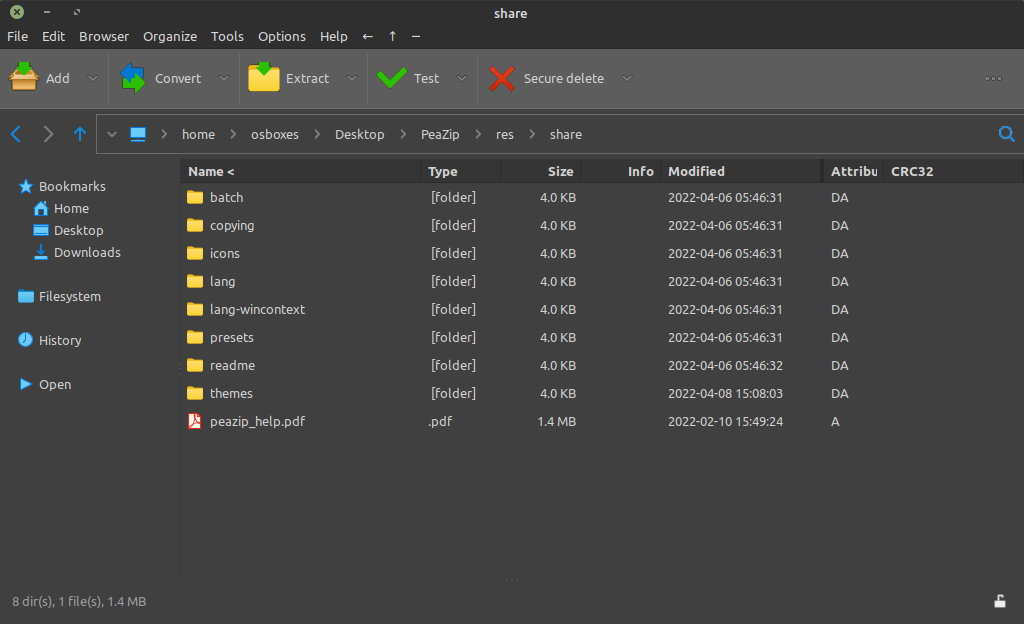 share
File Edit Browser Organize Tools Options Help ← ↑ −
Add Convert Extract Test Secure delete
home osboxes Desktop PeaZip res share
Bookmarks
Home
Desktop
Downloads
Filesystem
History
Open
Name < Type Size Info Modified Attribu CRC32
batch [folder] 4.0 KB 2022-04-06 05:46:31 DA
copying [folder] 4.0 KB 2022-04-06 05:46:31 DA
icons [folder] 4.0 KB 2022-04-06 05:46:31 DA
lang [folder] 4.0 KB 2022-04-06 05:46:31 DA
lang-wincontext [folder] 4.0 KB 2022-04-06 05:46:31 DA
presets [folder] 4.0 KB 2022-04-06 05:46:31 DA
readme [folder] 4.0 KB 2022-04-06 05:46:32 DA
themes [folder] 4.0 KB 2022-04-08 15:08:03 DA
peazip_help.pdf .pdf 1.4 MB 2022-02-10 15:49:24 A
8 dir(s), 1 file(s), 1.4 MB